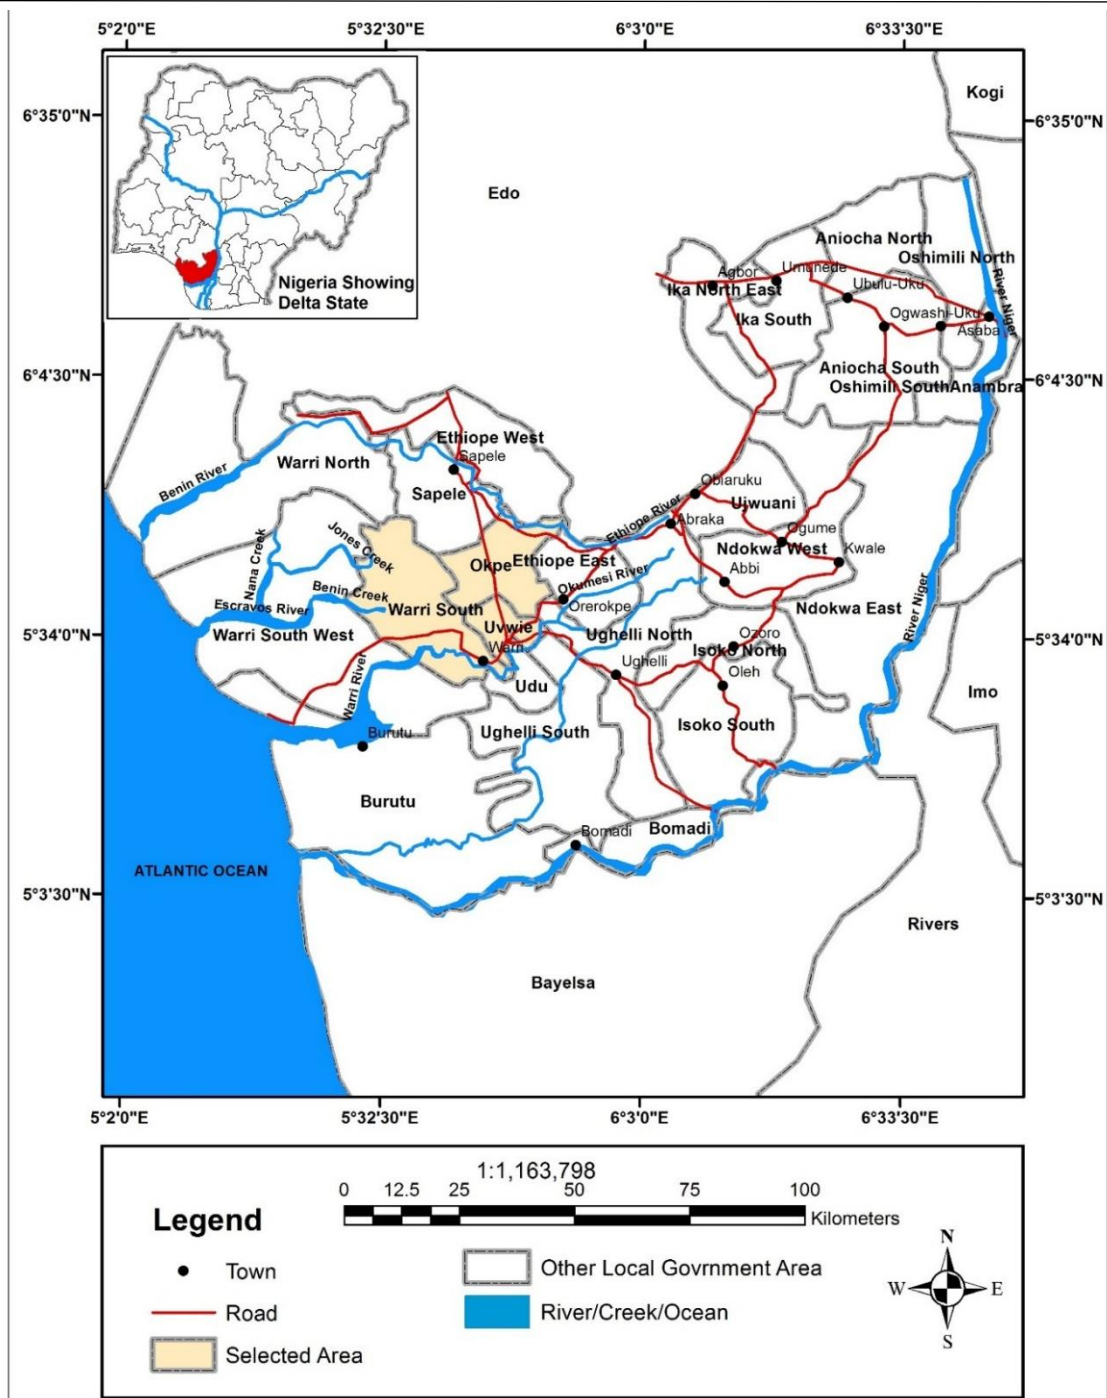 5°2'0"E
5°32'30"E
6°3'0"E
6°33'30"E
6°35'0"N
6°35'0"N
Kogi
Edo
Nigeria Showing
Delta State
Aniocha North
Oshimili North
Agbor
Umunede
Ika North East
Ubulu-Uku
River Niger
Ika South
Ogwashi-Uku
Asaba
6°4'30"N
6°4'30"N
Aniocha South
Oshimili South
Anambra
Ethiope West
Sapele
Warri North
Benin River
Sapele
Obiaruku
Ethiope River
Ujwuani
Abraka
Ogume
Jones Creek
Nana Creek
Okpe
Ethiope East
Ndokwa West
Kwale
Okumesi River
Abbi
Benin Creek
Escravos River
Warri South
Orerokpe
Ndokwa East
River Niger
5°34'0"N
5°34'0"N
Warri South West
Uvwie
Ughelli North
Ozoro
Isoko North
Warri
Ughelli
Oleh
Warri River
Udu
Imo
Burutu
Ughelli South
Isoko South
Burutu
Bomadi
Bomadi
ATLANTIC OCEAN
5°3'30"N
5°3'30"N
Rivers
Bayelsa
5°2'0"E
5°32'30"E
6°3'0"E
6°33'30"E
1:1,163,798
0 12.5 25 50 75 100
Kilometers
Legend
Town
Road
Selected Area
Other Local Govrnment Area
River/Creek/Ocean
N
W E
S